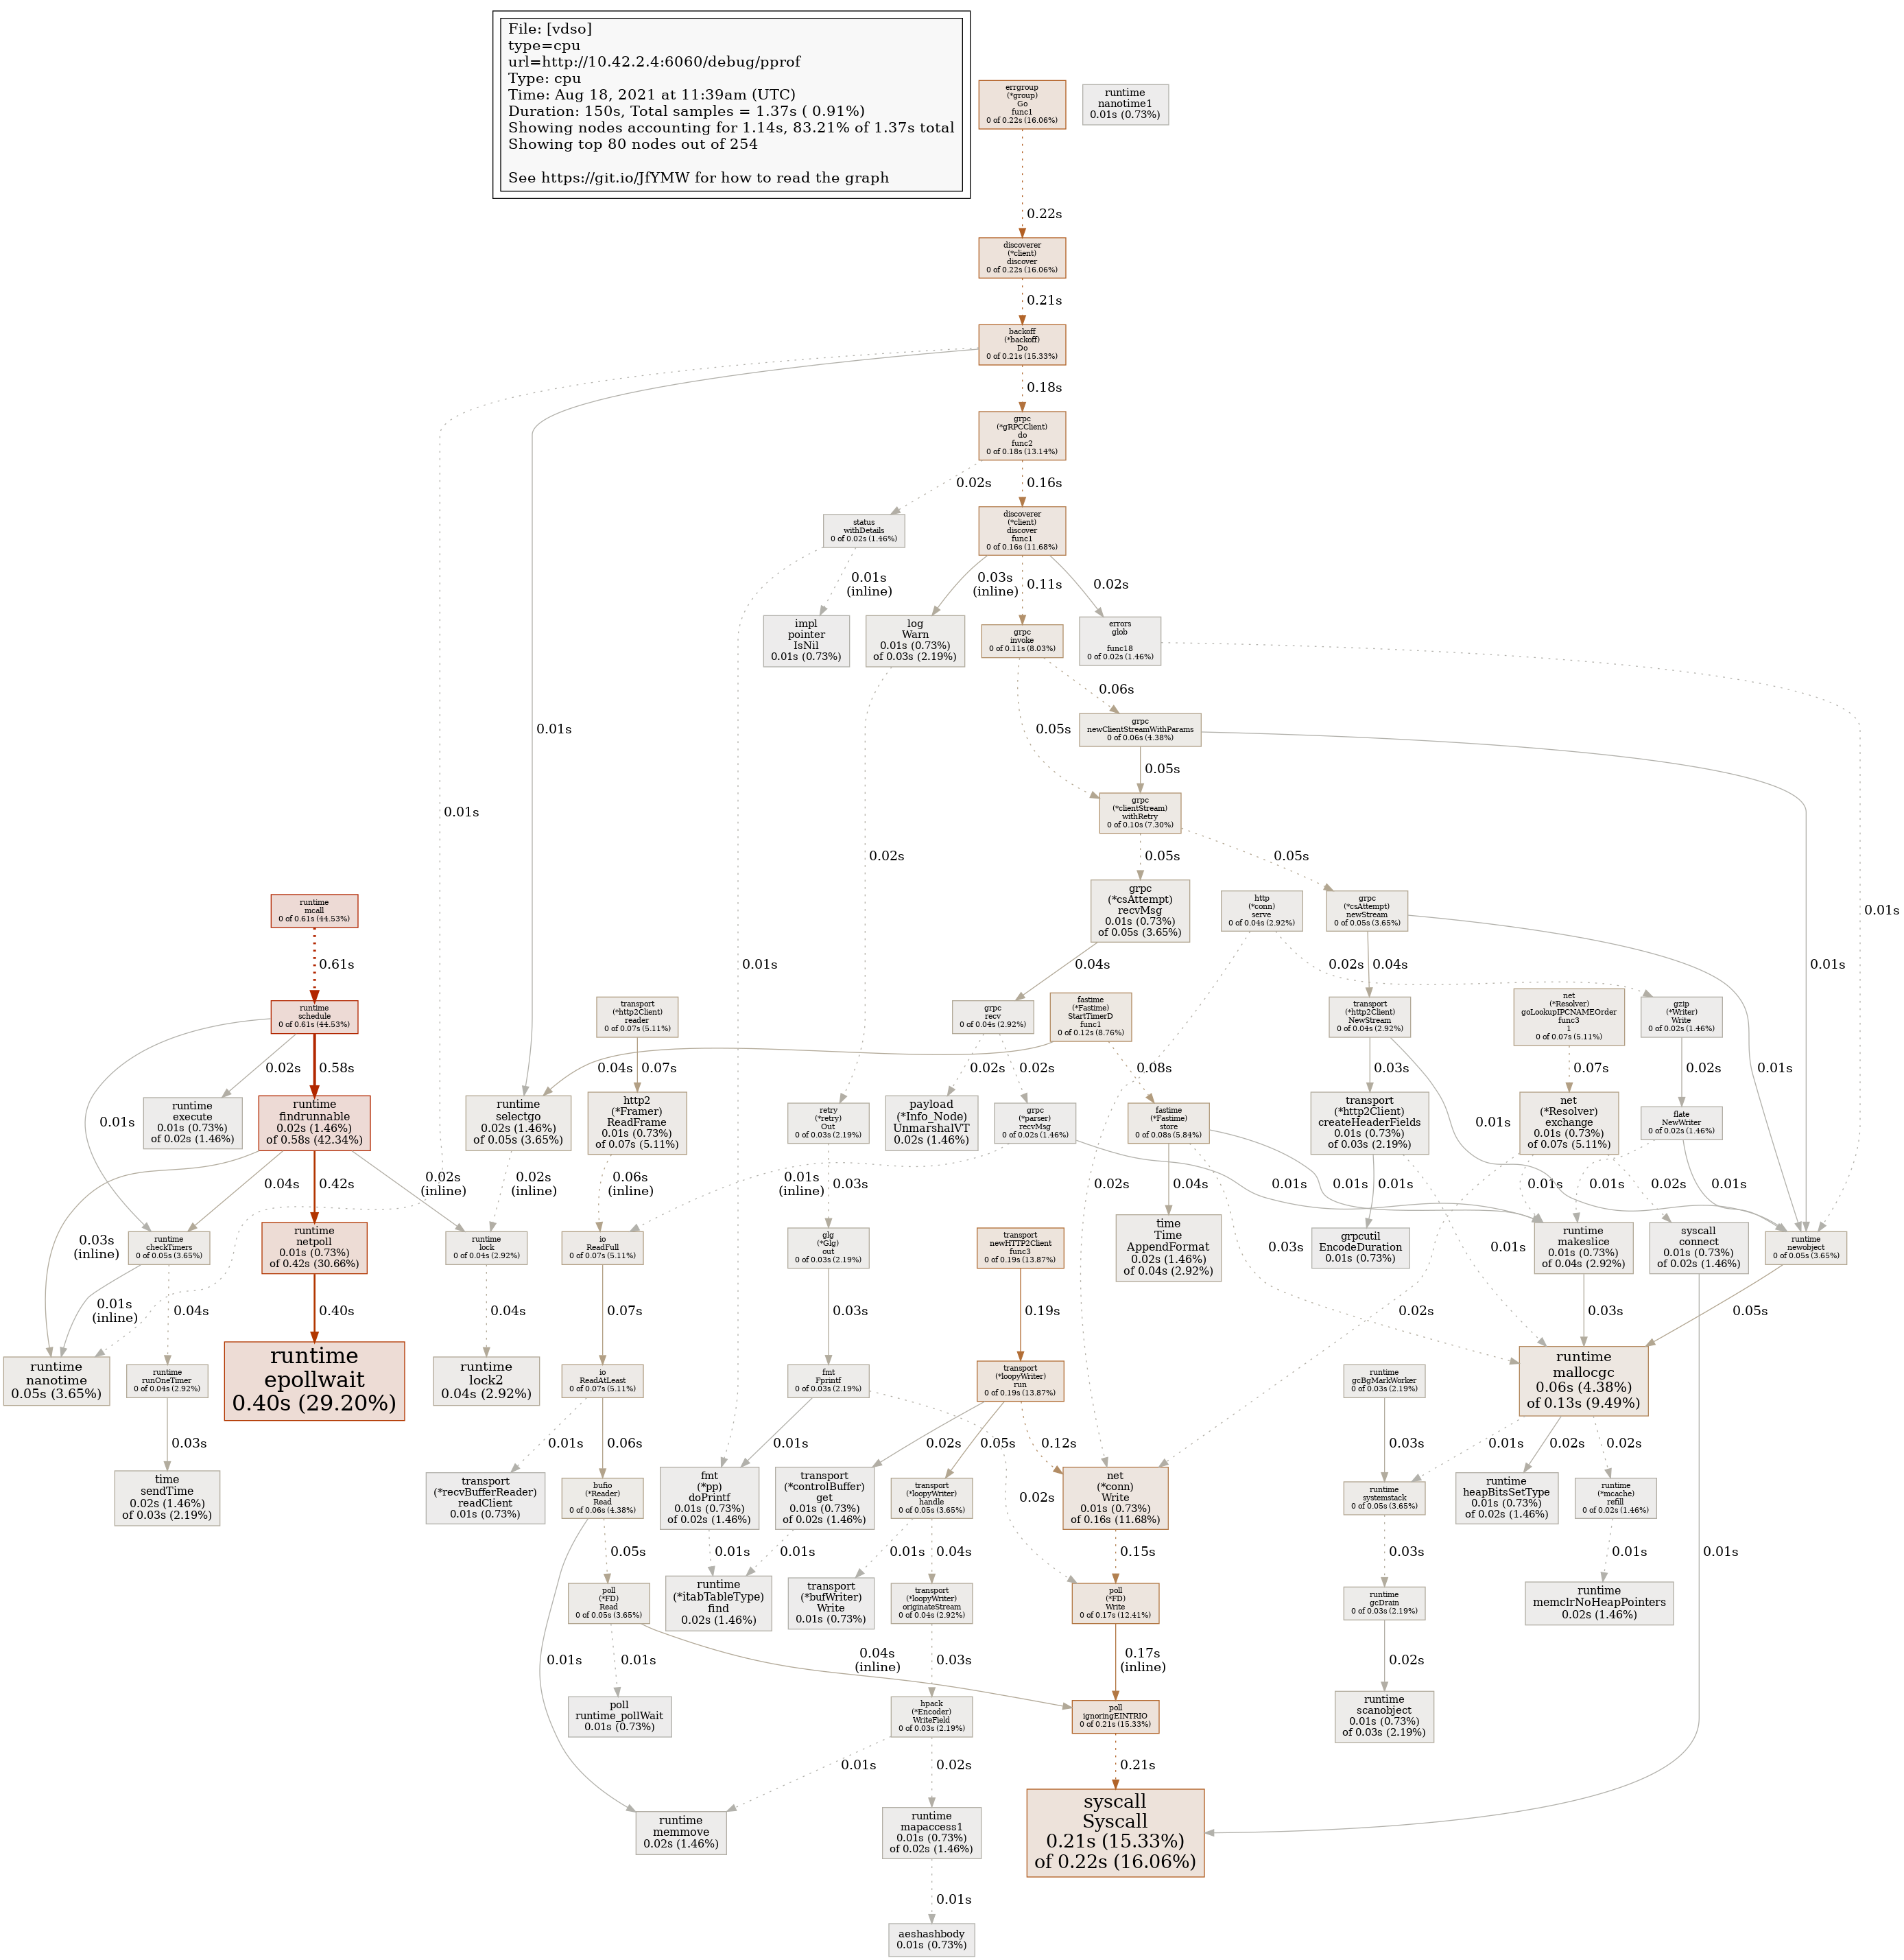 File: [vdso]
type=cpu
url=http://10.42.2.4:6060/debug/pprof
Type: cpu
Time: Aug 18, 2021 at 11:39am (UTC)
Duration: 150s, Total samples = 1.37s ( 0.91%)
Showing nodes accounting for 1.14s, 83.21% of 1.37s total
Showing top 80 nodes out of 254
See https://git.io/JfYMW for how to read the graph
errgroup
(*group)
Go
func1
0 of 0.22s (16.06%)
runtime
nanotime1
0.01s (0.73%)
0.22s
discoverer
(*client)
discover
0 of 0.22s (16.06%)
0.21s
backoff
(*backoff)
Do
0 of 0.21s (15.33%)
0.18s
grpc
(*gRPCClient)
do
func2
0 of 0.18s (13.14%)
0.02s
0.16s
status
withDetails
0 of 0.02s (1.46%)
discoverer
(*client)
discover
func1
0 of 0.16s (11.68%)
0.01s
(inline)
0.03s
(inline)
0.11s
0.02s
impl
pointer
IsNil
0.01s (0.73%)
log
Warn
0.01s (0.73%)
of 0.03s (2.19%)
grpc
invoke
0 of 0.11s (8.03%)
errors
glob
func18
0 of 0.02s (1.46%)
0.06s
0.01s
0.05s
grpc
newClientStreamWithParams
0 of 0.06s (4.38%)
0.05s
0.01s
grpc
(*clientStream)
withRetry
0 of 0.10s (7.30%)
0.02s
0.05s
0.05s
runtime
mcall
0 of 0.61s (44.53%)
grpc
(*csAttempt)
recvMsg
0.01s (0.73%)
of 0.05s (3.65%)
http
(*conn)
serve
0 of 0.04s (2.92%)
grpc
(*csAttempt)
newStream
0 of 0.05s (3.65%)
0.01s
0.61s
0.01s
0.04s
0.02s
0.04s
0.01s
runtime
schedule
0 of 0.61s (44.53%)
transport
(*http2Client)
reader
0 of 0.07s (5.11%)
grpc
recv
0 of 0.04s (2.92%)
fastime
(*Fastime)
StartTimerD
func1
0 of 0.12s (8.76%)
transport
(*http2Client)
NewStream
0 of 0.04s (2.92%)
net
(*Resolver)
goLookupIPCNAMEOrder
func3
1
0 of 0.07s (5.11%)
gzip
(*Writer)
Write
0 of 0.02s (1.46%)
0.02s
0.58s
0.04s
0.07s
0.02s
0.02s
0.08s
0.03s
0.07s
0.02s
0.01s
runtime
execute
0.01s (0.73%)
of 0.02s (1.46%)
runtime
findrunnable
0.02s (1.46%)
of 0.58s (42.34%)
runtime
selectgo
0.02s (1.46%)
of 0.05s (3.65%)
http2
(*Framer)
ReadFrame
0.01s (0.73%)
of 0.07s (5.11%)
retry
(*retry)
Out
0 of 0.03s (2.19%)
payload
(*Info_Node)
UnmarshalVT
0.02s (1.46%)
grpc
(*parser)
recvMsg
0 of 0.02s (1.46%)
fastime
(*Fastime)
store
0 of 0.08s (5.84%)
transport
(*http2Client)
createHeaderFields
0.01s (0.73%)
of 0.03s (2.19%)
0.01s
net
(*Resolver)
exchange
0.01s (0.73%)
of 0.07s (5.11%)
flate
NewWriter
0 of 0.02s (1.46%)
0.04s
0.42s
0.02s
(inline)
0.02s
(inline)
0.06s
(inline)
0.01s
(inline)
0.03s
0.02s
0.01s
0.01s
0.04s
0.01s
0.01s
0.01s
0.02s
0.01s
0.03s
(inline)
runtime
checkTimers
0 of 0.05s (3.65%)
runtime
netpoll
0.01s (0.73%)
of 0.42s (30.66%)
runtime
lock
0 of 0.04s (2.92%)
io
ReadFull
0 of 0.07s (5.11%)
glg
(*Glg)
out
0 of 0.03s (2.19%)
transport
newHTTP2Client
func3
0 of 0.19s (13.87%)
time
Time
AppendFormat
0.02s (1.46%)
of 0.04s (2.92%)
0.03s
grpcutil
EncodeDuration
0.01s (0.73%)
0.01s
runtime
makeslice
0.01s (0.73%)
of 0.04s (2.92%)
syscall
connect
0.01s (0.73%)
of 0.02s (1.46%)
runtime
newobject
0 of 0.05s (3.65%)
0.01s
(inline)
0.04s
0.40s
0.04s
0.07s
0.03s
0.19s
0.02s
0.03s
0.05s
runtime
nanotime
0.05s (3.65%)
runtime
runOneTimer
0 of 0.04s (2.92%)
runtime
epollwait
0.40s (29.20%)
runtime
lock2
0.04s (2.92%)
io
ReadAtLeast
0 of 0.07s (5.11%)
fmt
Fprintf
0 of 0.03s (2.19%)
transport
(*loopyWriter)
run
0 of 0.19s (13.87%)
runtime
gcBgMarkWorker
0 of 0.03s (2.19%)
runtime
mallocgc
0.06s (4.38%)
of 0.13s (9.49%)
0.03s
0.01s
0.06s
0.01s
0.02s
0.05s
0.12s
0.03s
0.01s
0.02s
0.02s
time
sendTime
0.02s (1.46%)
of 0.03s (2.19%)
transport
(*recvBufferReader)
readClient
0.01s (0.73%)
bufio
(*Reader)
Read
0 of 0.06s (4.38%)
fmt
(*pp)
doPrintf
0.01s (0.73%)
of 0.02s (1.46%)
transport
(*controlBuffer)
get
0.01s (0.73%)
of 0.02s (1.46%)
transport
(*loopyWriter)
handle
0 of 0.05s (3.65%)
0.02s
net
(*conn)
Write
0.01s (0.73%)
of 0.16s (11.68%)
runtime
systemstack
0 of 0.05s (3.65%)
runtime
heapBitsSetType
0.01s (0.73%)
of 0.02s (1.46%)
runtime
(*mcache)
refill
0 of 0.02s (1.46%)
0.05s
0.01s
0.01s
0.01s
0.04s
0.15s
0.03s
0.01s
0.01s
poll
(*FD)
Read
0 of 0.05s (3.65%)
runtime
(*itabTableType)
find
0.02s (1.46%)
transport
(*bufWriter)
Write
0.01s (0.73%)
transport
(*loopyWriter)
originateStream
0 of 0.04s (2.92%)
poll
(*FD)
Write
0 of 0.17s (12.41%)
runtime
gcDrain
0 of 0.03s (2.19%)
runtime
memclrNoHeapPointers
0.02s (1.46%)
0.01s
0.01s
0.04s
(inline)
0.03s
0.17s
(inline)
0.02s
poll
runtime_pollWait
0.01s (0.73%)
hpack
(*Encoder)
WriteField
0 of 0.03s (2.19%)
poll
ignoringEINTRIO
0 of 0.21s (15.33%)
runtime
scanobject
0.01s (0.73%)
of 0.03s (2.19%)
0.01s
0.02s
0.21s
runtime
memmove
0.02s (1.46%)
runtime
mapaccess1
0.01s (0.73%)
of 0.02s (1.46%)
syscall
Syscall
0.21s (15.33%)
of 0.22s (16.06%)
0.01s
aeshashbody
0.01s (0.73%)